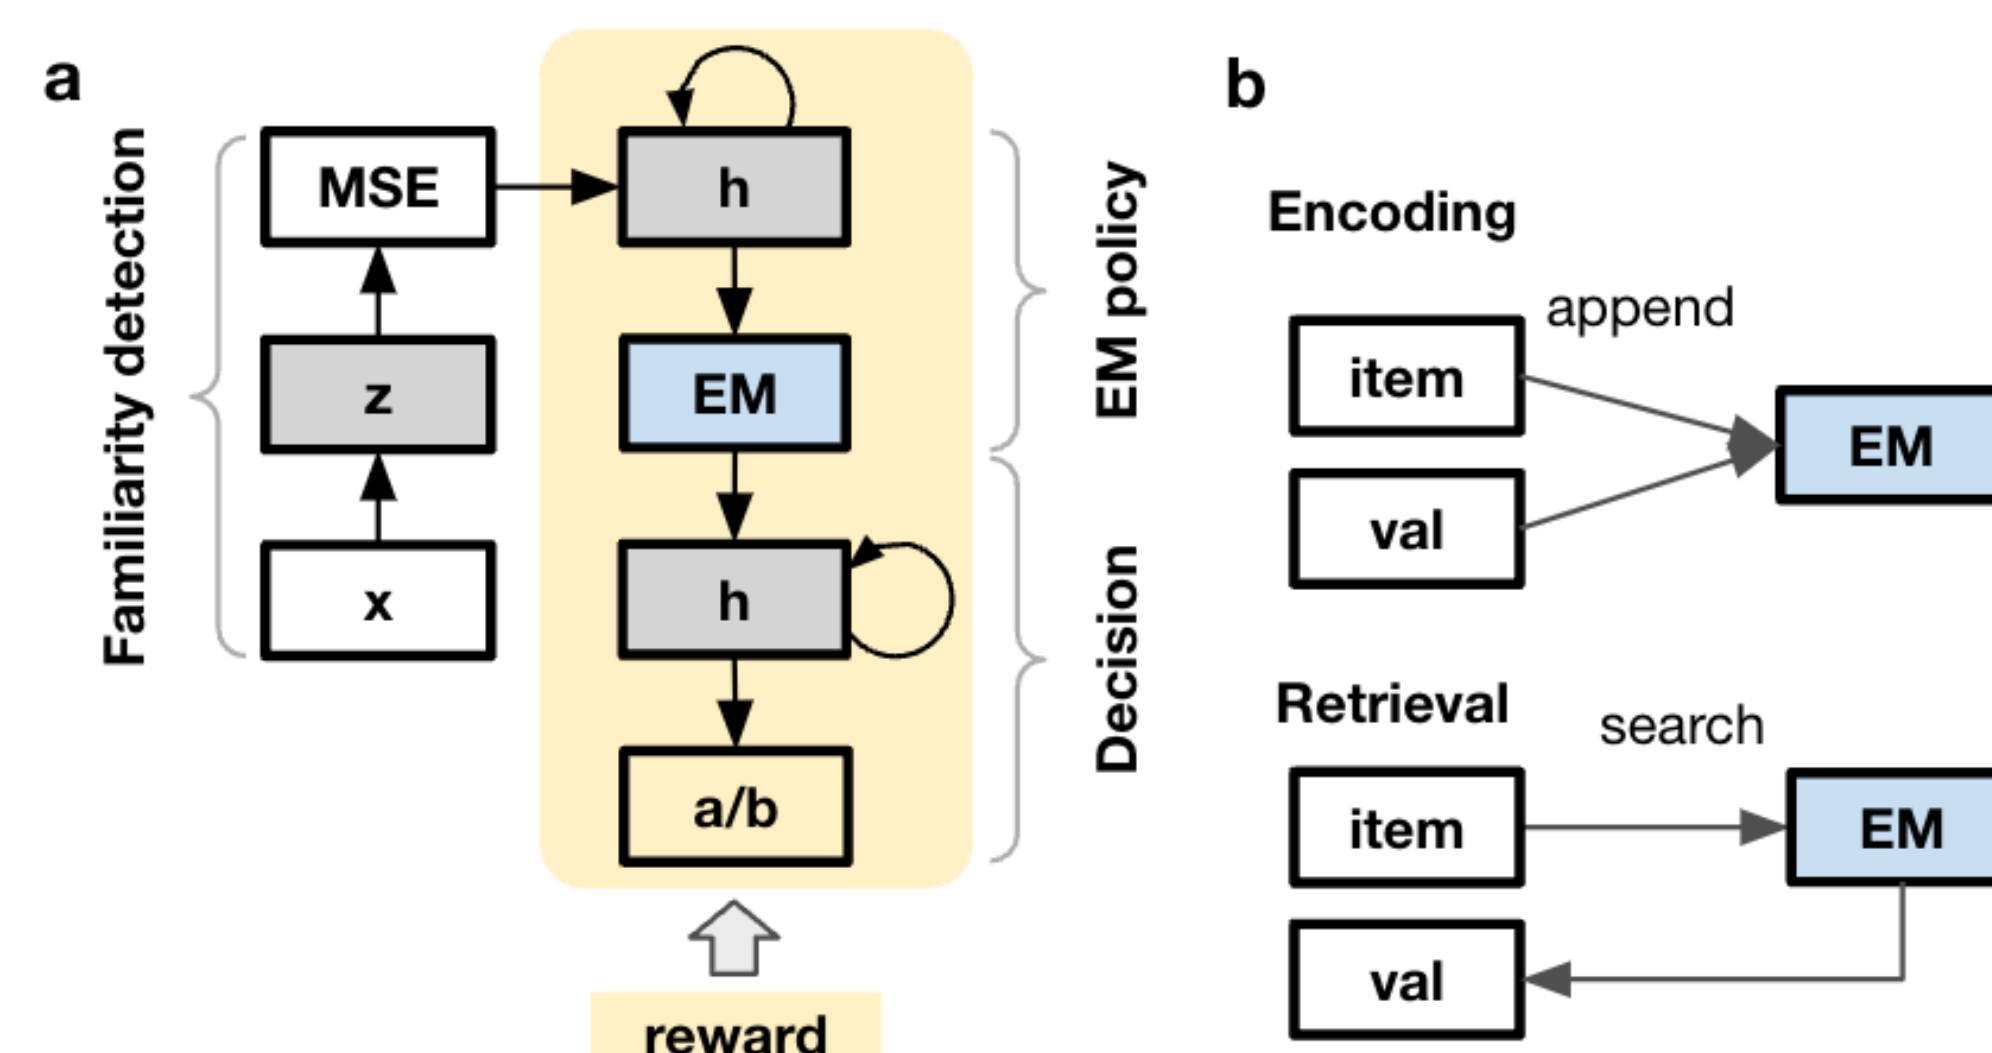 a
Familiarity detection
MSE
z
x
h
EM
h
a/b
EM policy
Decision
reward
b
Encoding
append
item
val
EM
Retrieval
search
item
EM
val